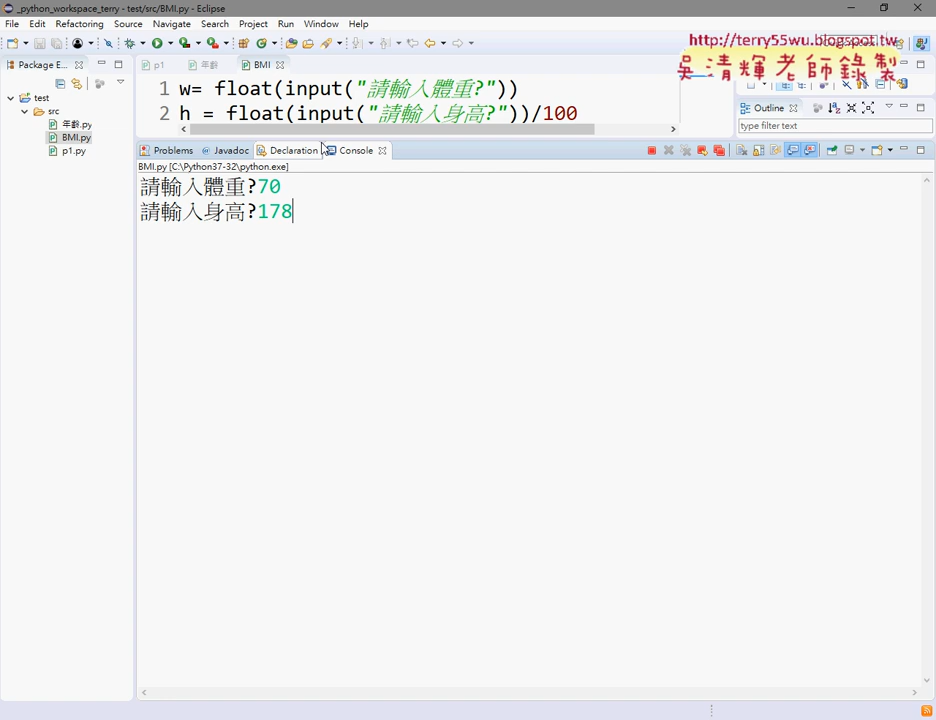 _python_workspace_terry - test/src/BMI.py - Eclipse
File Edit Refactoring Source Navigate Search Project Run Window Help
http://terry55wu.blogspot.tw
吳清輝老師錄製
Package E...
p1
年齡
BMI
test
src
年齡.py
BMI.py
p1.py
1 w= float(input("請輸入體重?"))
2 h = float(input("請輸入身高?"))/100
Outline
type filter text
Problems
Javadoc
Declaration
Console
BMI.py [C:\Python37-32\python.exe]
請輸入體重?70
請輸入身高?178